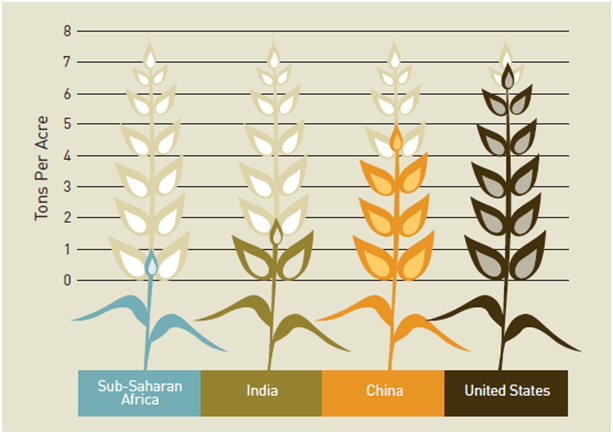 8
7
6
5
4
3
2
1
0
Tons Per Acre
Sub-Saharan
Africa
India
China
United States